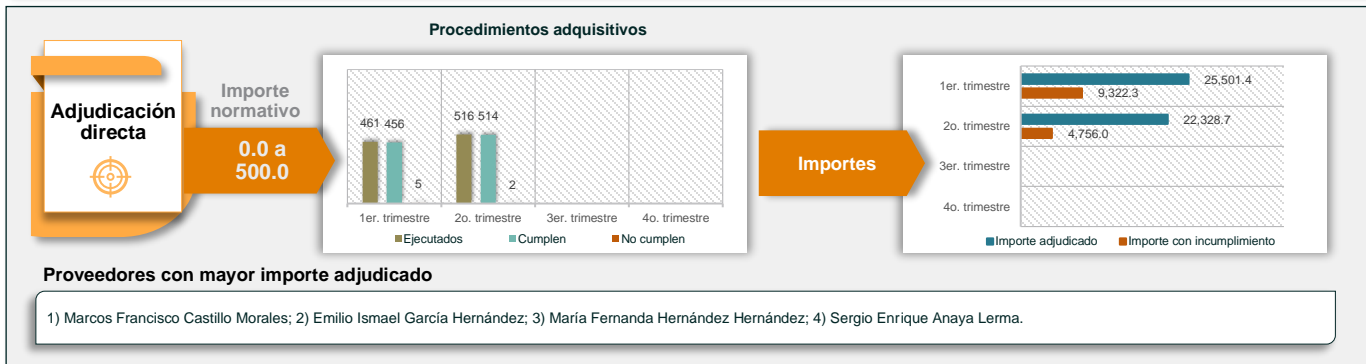 Procedimientos adquisitivos
Adjudicación
directa
Importe
normativo
0.0 a
500.0
461 456
5
516 514
2
1er. trimestre 2o. trimestre 3er. trimestre 4o. trimestre
Ejecutados Cumplen No cumplen
Importes
1er. trimestre 25,501.4
9,322.3
2o. trimestre 22,328.7
4,756.0
3er. trimestre
4o. trimestre
Importe adjudicado Importe con incumplimiento
Proveedores con mayor importe adjudicado
1) Marcos Francisco Castillo Morales; 2) Emilio Ismael García Hernández; 3) María Fernanda Hernández Hernández; 4) Sergio Enrique Anaya Lerma.